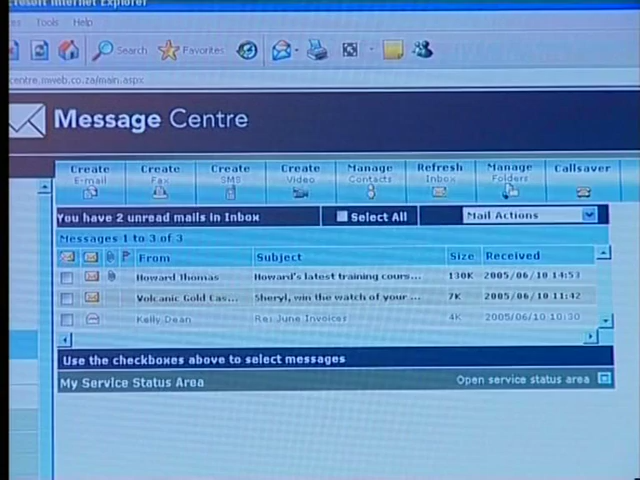 Internet Explorer
Tools Help
Search Favorites
centre.mweb.co.za/main.aspx
Message Centre
Create E-mail
Create Fax
Create SMS
Create Video
Manage Contacts
Refresh Inbox
Manage Folders
Callsaver
You have 2 unread mails in Inbox Select All Mail Actions
Messages 1 to 3 of 3
From Subject Size Received
Howard Thomas Howard's latest training cours... 130K 2005/06/10 14:53
Volcanic Gold Cas... Sheryl, win the watch of your ... 7K 2005/06/10 11:42
Kelly Dean Re: June Invoices 4K 2005/06/10 10:30
Use the checkboxes above to select messages
My Service Status Area Open service status area